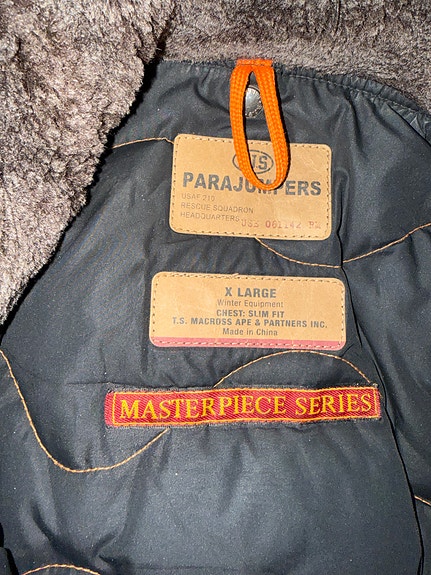 US
PARAJUMPERS
USAF 210
RESCUE SQUADRON
HEADQUARTERS
X LARGE
Winter Equipment
CHEST: SLIM FIT
T.S. MACROSS APE & PARTNERS INC.
Made in China
MASTERPIECE SERIES